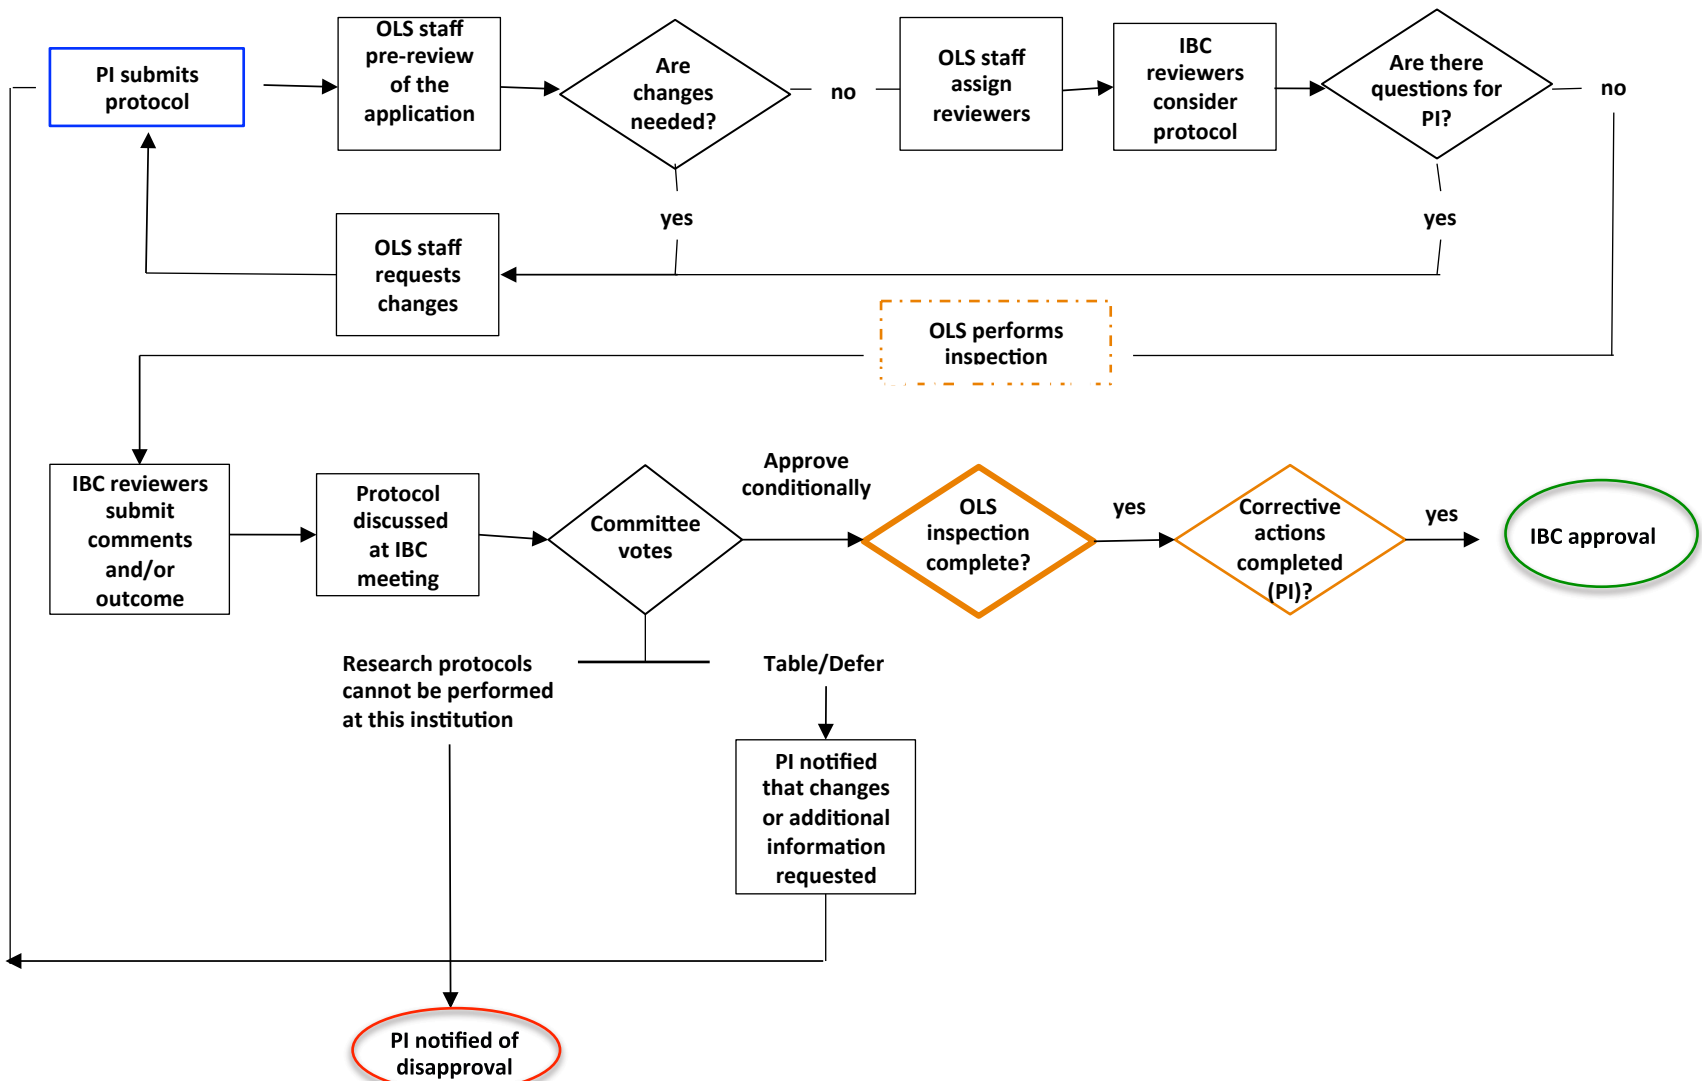 PI submits
protocol
OLS staff
pre-review
of the
application
Are
changes
needed?
no
OLS staff
assign
reviewers
IBC
reviewers
consider
protocol
Are there
questions for
PI?
no
yes
yes
OLS staff
requests
changes
OLS performs
inspection
IBC reviewers
submit
comments
and/or
outcome
Protocol
discussed
at IBC
meeting
Committee
votes
Approve
conditionally
OLS
inspection
complete?
yes
Corrective
actions
completed
(PI)?
yes
IBC approval
Research protocols
cannot be performed
at this institution
Table/Defer
PI notified
that changes
or additional
information
requested
PI notified of
disapproval